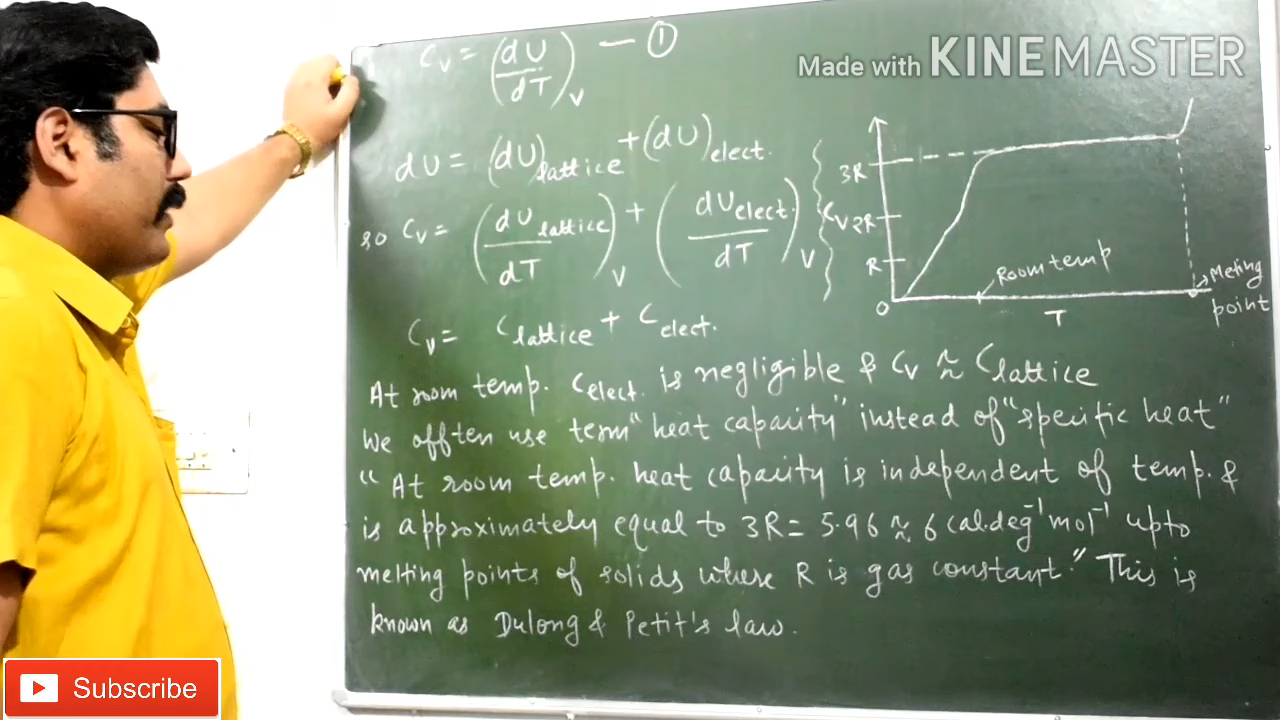 Made with KINEMASTER
Cv = (dU/dT)v — ①
dU = (dU)lattice + (dU)elect.
so Cv = (dUlattice/dT)v + (dUelect./dT)v
Cv = Clattice + Celect.
3R
Cv 2R
R
O
Room temp
T
Meting
point
At room temp. Celect. is negligible & Cv ≈ Clattice
We offten use term "heat capacity" instead of "specific heat"
"At room temp. heat capacity is independent of temp. &
is approximately equal to 3R = 5.96 ≈ 6 cal.deg⁻¹mol⁻¹ upto
melting points of solids where R is gas constant." This is
known as Dulong & Petit's law.
Subscribe